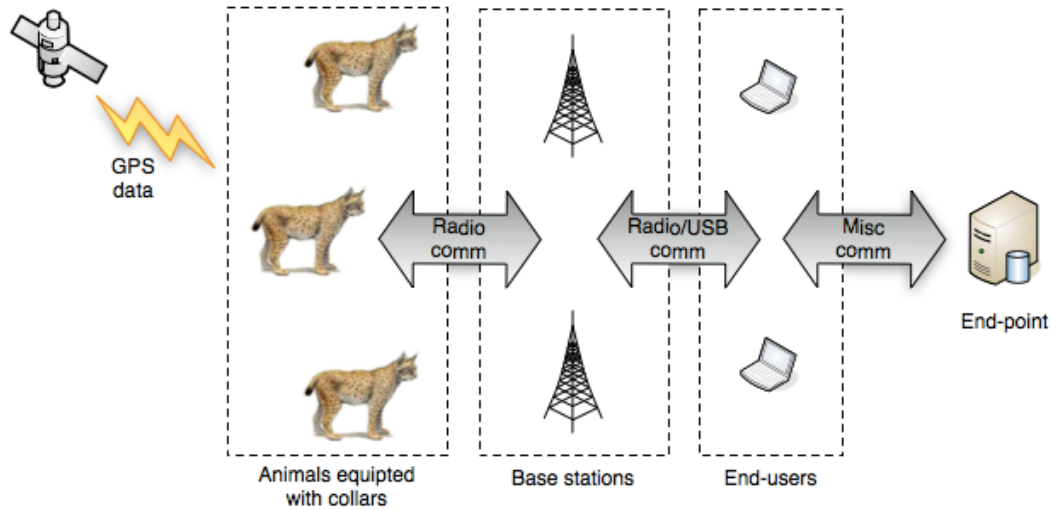 GPS
data
Radio
comm
Radio/USB
comm
Misc
comm
End-point
Animals equipted
with collars
Base stations
End-users